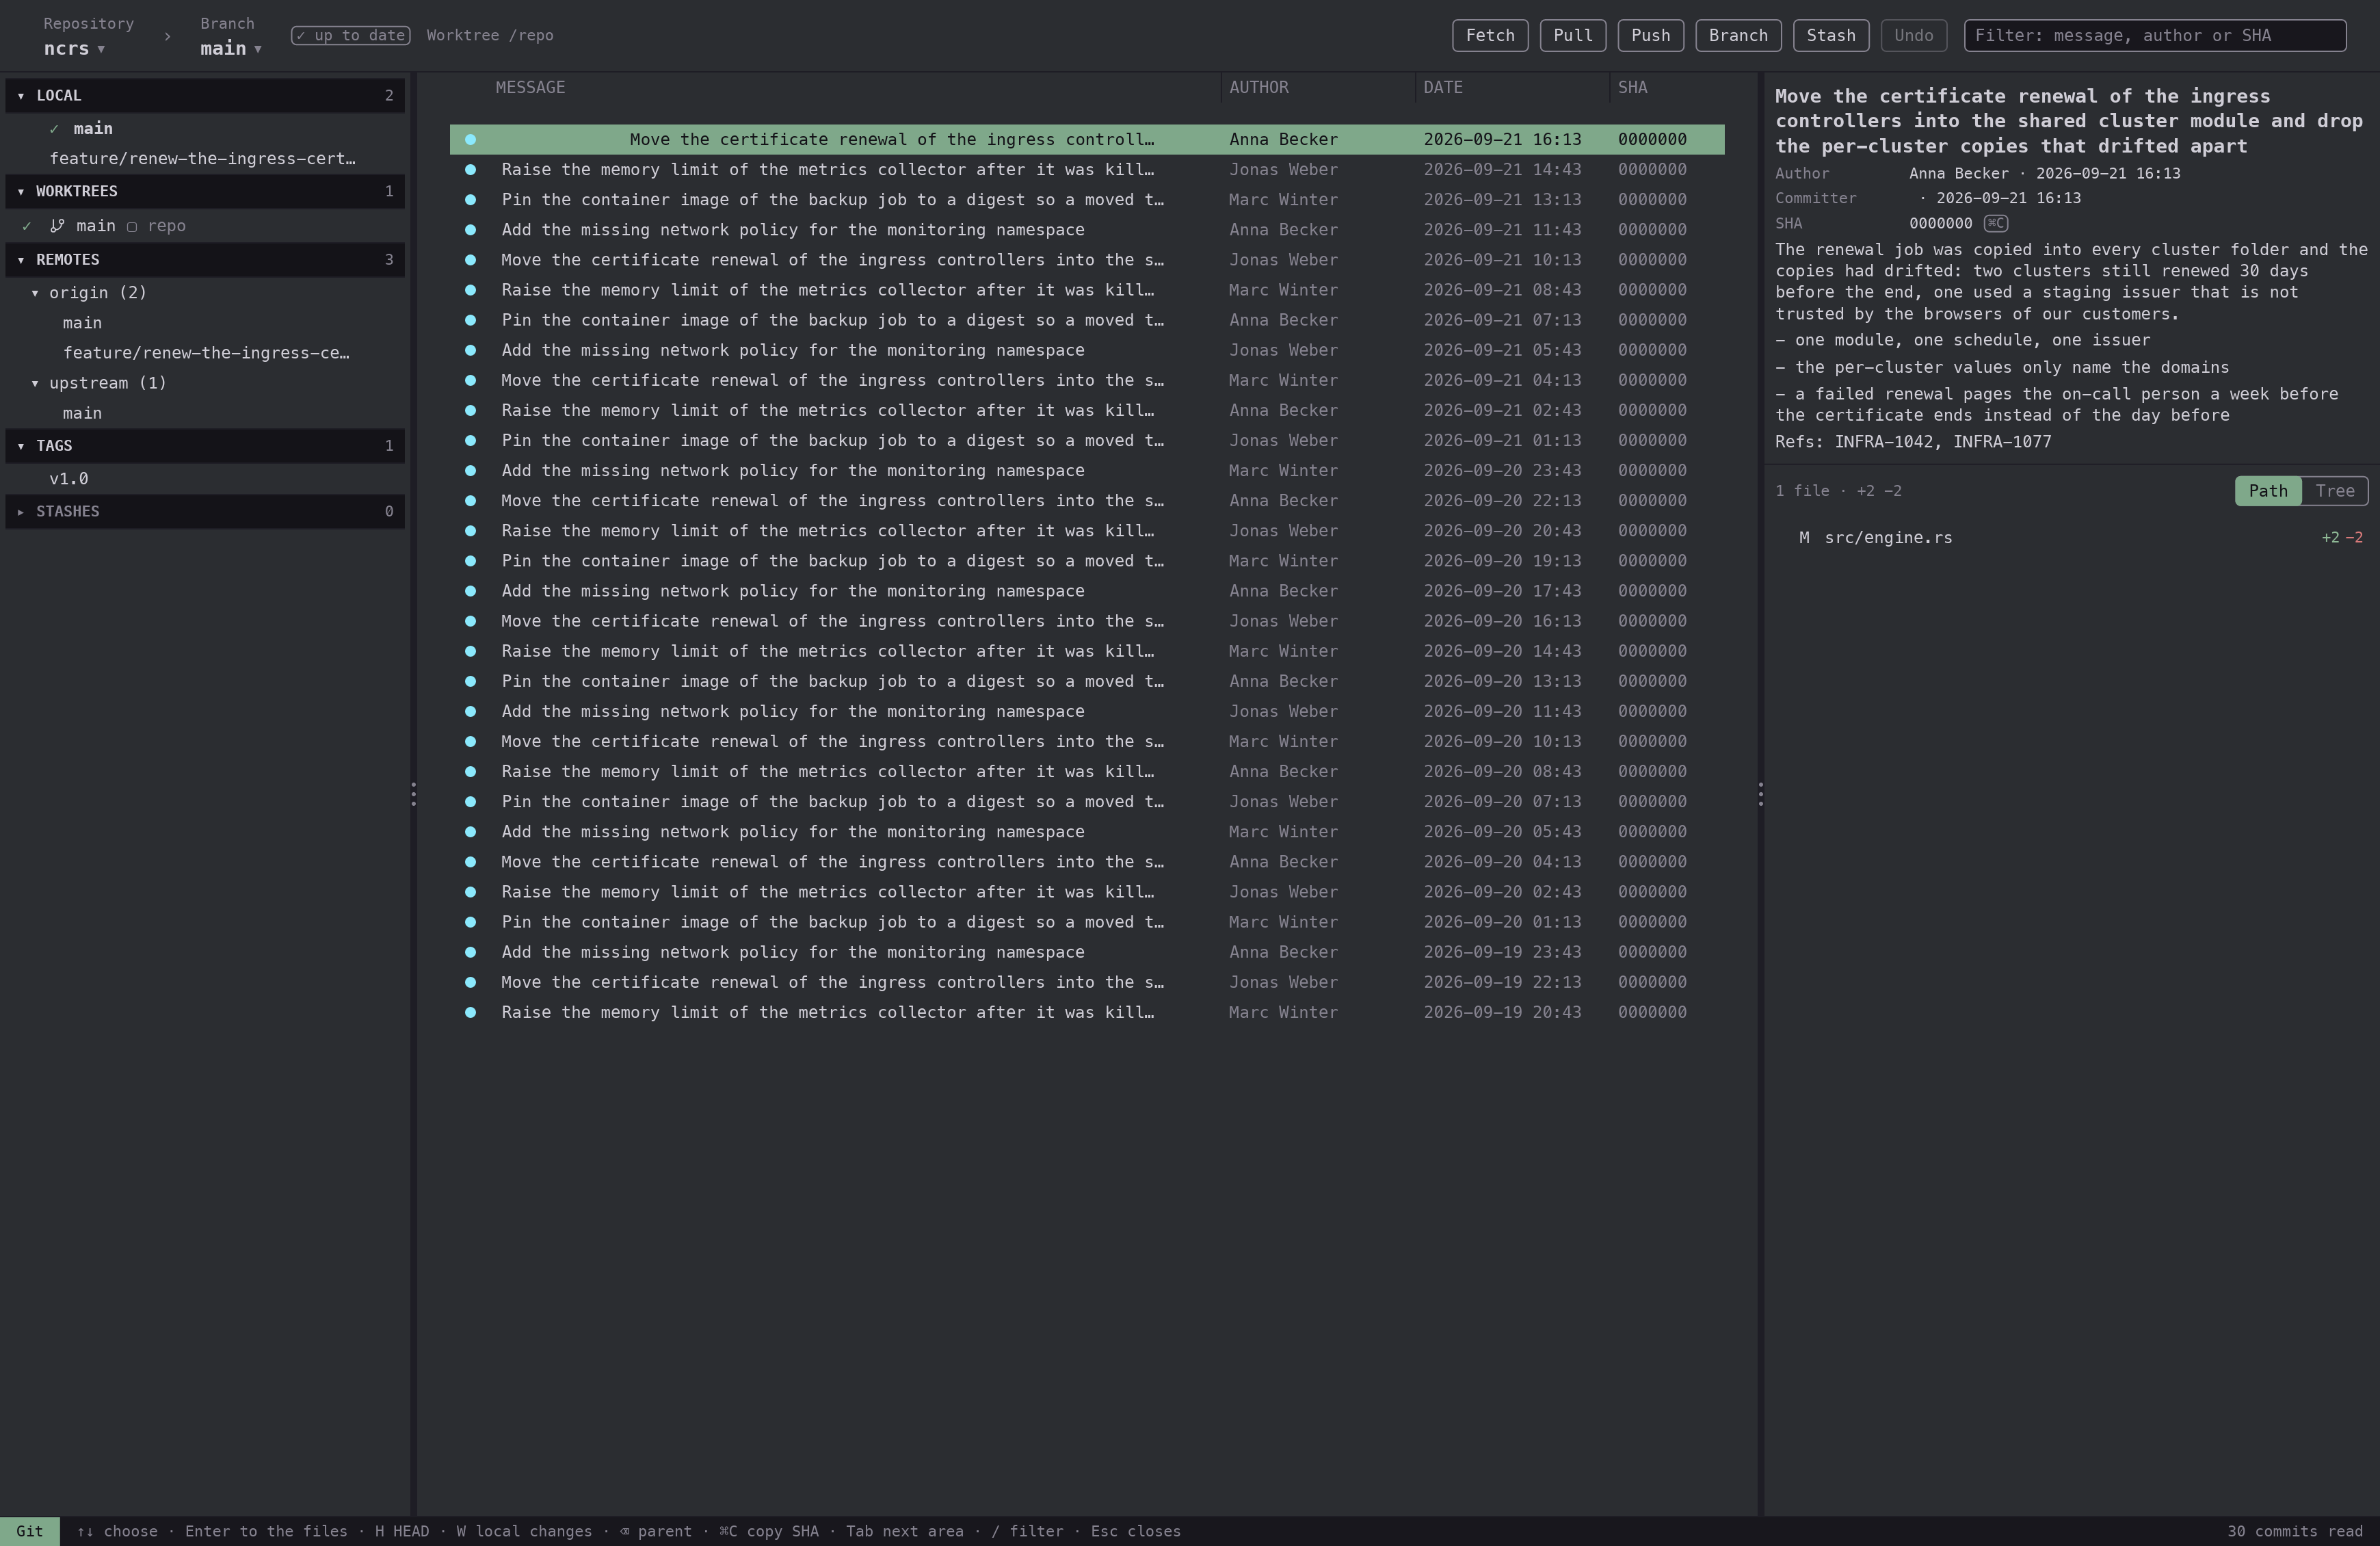 Repository
ncrs ▾
›
Branch
main ▾
✓ up to date
Worktree /repo
Fetch
Pull
Push
Branch
Stash
Undo
Filter: message, author or SHA
▾ LOCAL 2
✓ main
feature/renew-the-ingress-cert…
▾ WORKTREES 1
✓ main ▢ repo
▾ REMOTES 3
▾ origin (2)
main
feature/renew-the-ingress-ce…
▾ upstream (1)
main
▾ TAGS 1
v1.0
▸ STASHES 0
MESSAGE AUTHOR DATE SHA
Move the certificate renewal of the ingress controll… Anna Becker 2026-09-21 16:13 0000000
Raise the memory limit of the metrics collector after it was kill… Jonas Weber 2026-09-21 14:43 0000000
Pin the container image of the backup job to a digest so a moved t… Marc Winter 2026-09-21 13:13 0000000
Add the missing network policy for the monitoring namespace Anna Becker 2026-09-21 11:43 0000000
Move the certificate renewal of the ingress controllers into the s… Jonas Weber 2026-09-21 10:13 0000000
Raise the memory limit of the metrics collector after it was kill… Marc Winter 2026-09-21 08:43 0000000
Pin the container image of the backup job to a digest so a moved t… Anna Becker 2026-09-21 07:13 0000000
Add the missing network policy for the monitoring namespace Jonas Weber 2026-09-21 05:43 0000000
Move the certificate renewal of the ingress controllers into the s… Marc Winter 2026-09-21 04:13 0000000
Raise the memory limit of the metrics collector after it was kill… Anna Becker 2026-09-21 02:43 0000000
Pin the container image of the backup job to a digest so a moved t… Jonas Weber 2026-09-21 01:13 0000000
Add the missing network policy for the monitoring namespace Marc Winter 2026-09-20 23:43 0000000
Move the certificate renewal of the ingress controllers into the s… Anna Becker 2026-09-20 22:13 0000000
Raise the memory limit of the metrics collector after it was kill… Jonas Weber 2026-09-20 20:43 0000000
Pin the container image of the backup job to a digest so a moved t… Marc Winter 2026-09-20 19:13 0000000
Add the missing network policy for the monitoring namespace Anna Becker 2026-09-20 17:43 0000000
Move the certificate renewal of the ingress controllers into the s… Jonas Weber 2026-09-20 16:13 0000000
Raise the memory limit of the metrics collector after it was kill… Marc Winter 2026-09-20 14:43 0000000
Pin the container image of the backup job to a digest so a moved t… Anna Becker 2026-09-20 13:13 0000000
Add the missing network policy for the monitoring namespace Jonas Weber 2026-09-20 11:43 0000000
Move the certificate renewal of the ingress controllers into the s… Marc Winter 2026-09-20 10:13 0000000
Raise the memory limit of the metrics collector after it was kill… Anna Becker 2026-09-20 08:43 0000000
Pin the container image of the backup job to a digest so a moved t… Jonas Weber 2026-09-20 07:13 0000000
Add the missing network policy for the monitoring namespace Marc Winter 2026-09-20 05:43 0000000
Move the certificate renewal of the ingress controllers into the s… Anna Becker 2026-09-20 04:13 0000000
Raise the memory limit of the metrics collector after it was kill… Jonas Weber 2026-09-20 02:43 0000000
Pin the container image of the backup job to a digest so a moved t… Marc Winter 2026-09-20 01:13 0000000
Add the missing network policy for the monitoring namespace Anna Becker 2026-09-19 23:43 0000000
Move the certificate renewal of the ingress controllers into the s… Jonas Weber 2026-09-19 22:13 0000000
Raise the memory limit of the metrics collector after it was kill… Marc Winter 2026-09-19 20:43 0000000
Move the certificate renewal of the ingress
controllers into the shared cluster module and drop
the per-cluster copies that drifted apart
Author Anna Becker · 2026-09-21 16:13
Committer · 2026-09-21 16:13
SHA 0000000 ⌘C
The renewal job was copied into every cluster folder and the
copies had drifted: two clusters still renewed 30 days
before the end, one used a staging issuer that is not
trusted by the browsers of our customers.
- one module, one schedule, one issuer
- the per-cluster values only name the domains
- a failed renewal pages the on-call person a week before
the certificate ends instead of the day before
Refs: INFRA-1042, INFRA-1077
1 file · +2 -2
Path
Tree
M src/engine.rs +2 -2
Git
↑↓ choose · Enter to the files · H HEAD · W local changes · ⌫ parent · ⌘C copy SHA · Tab next area · / filter · Esc closes
30 commits read